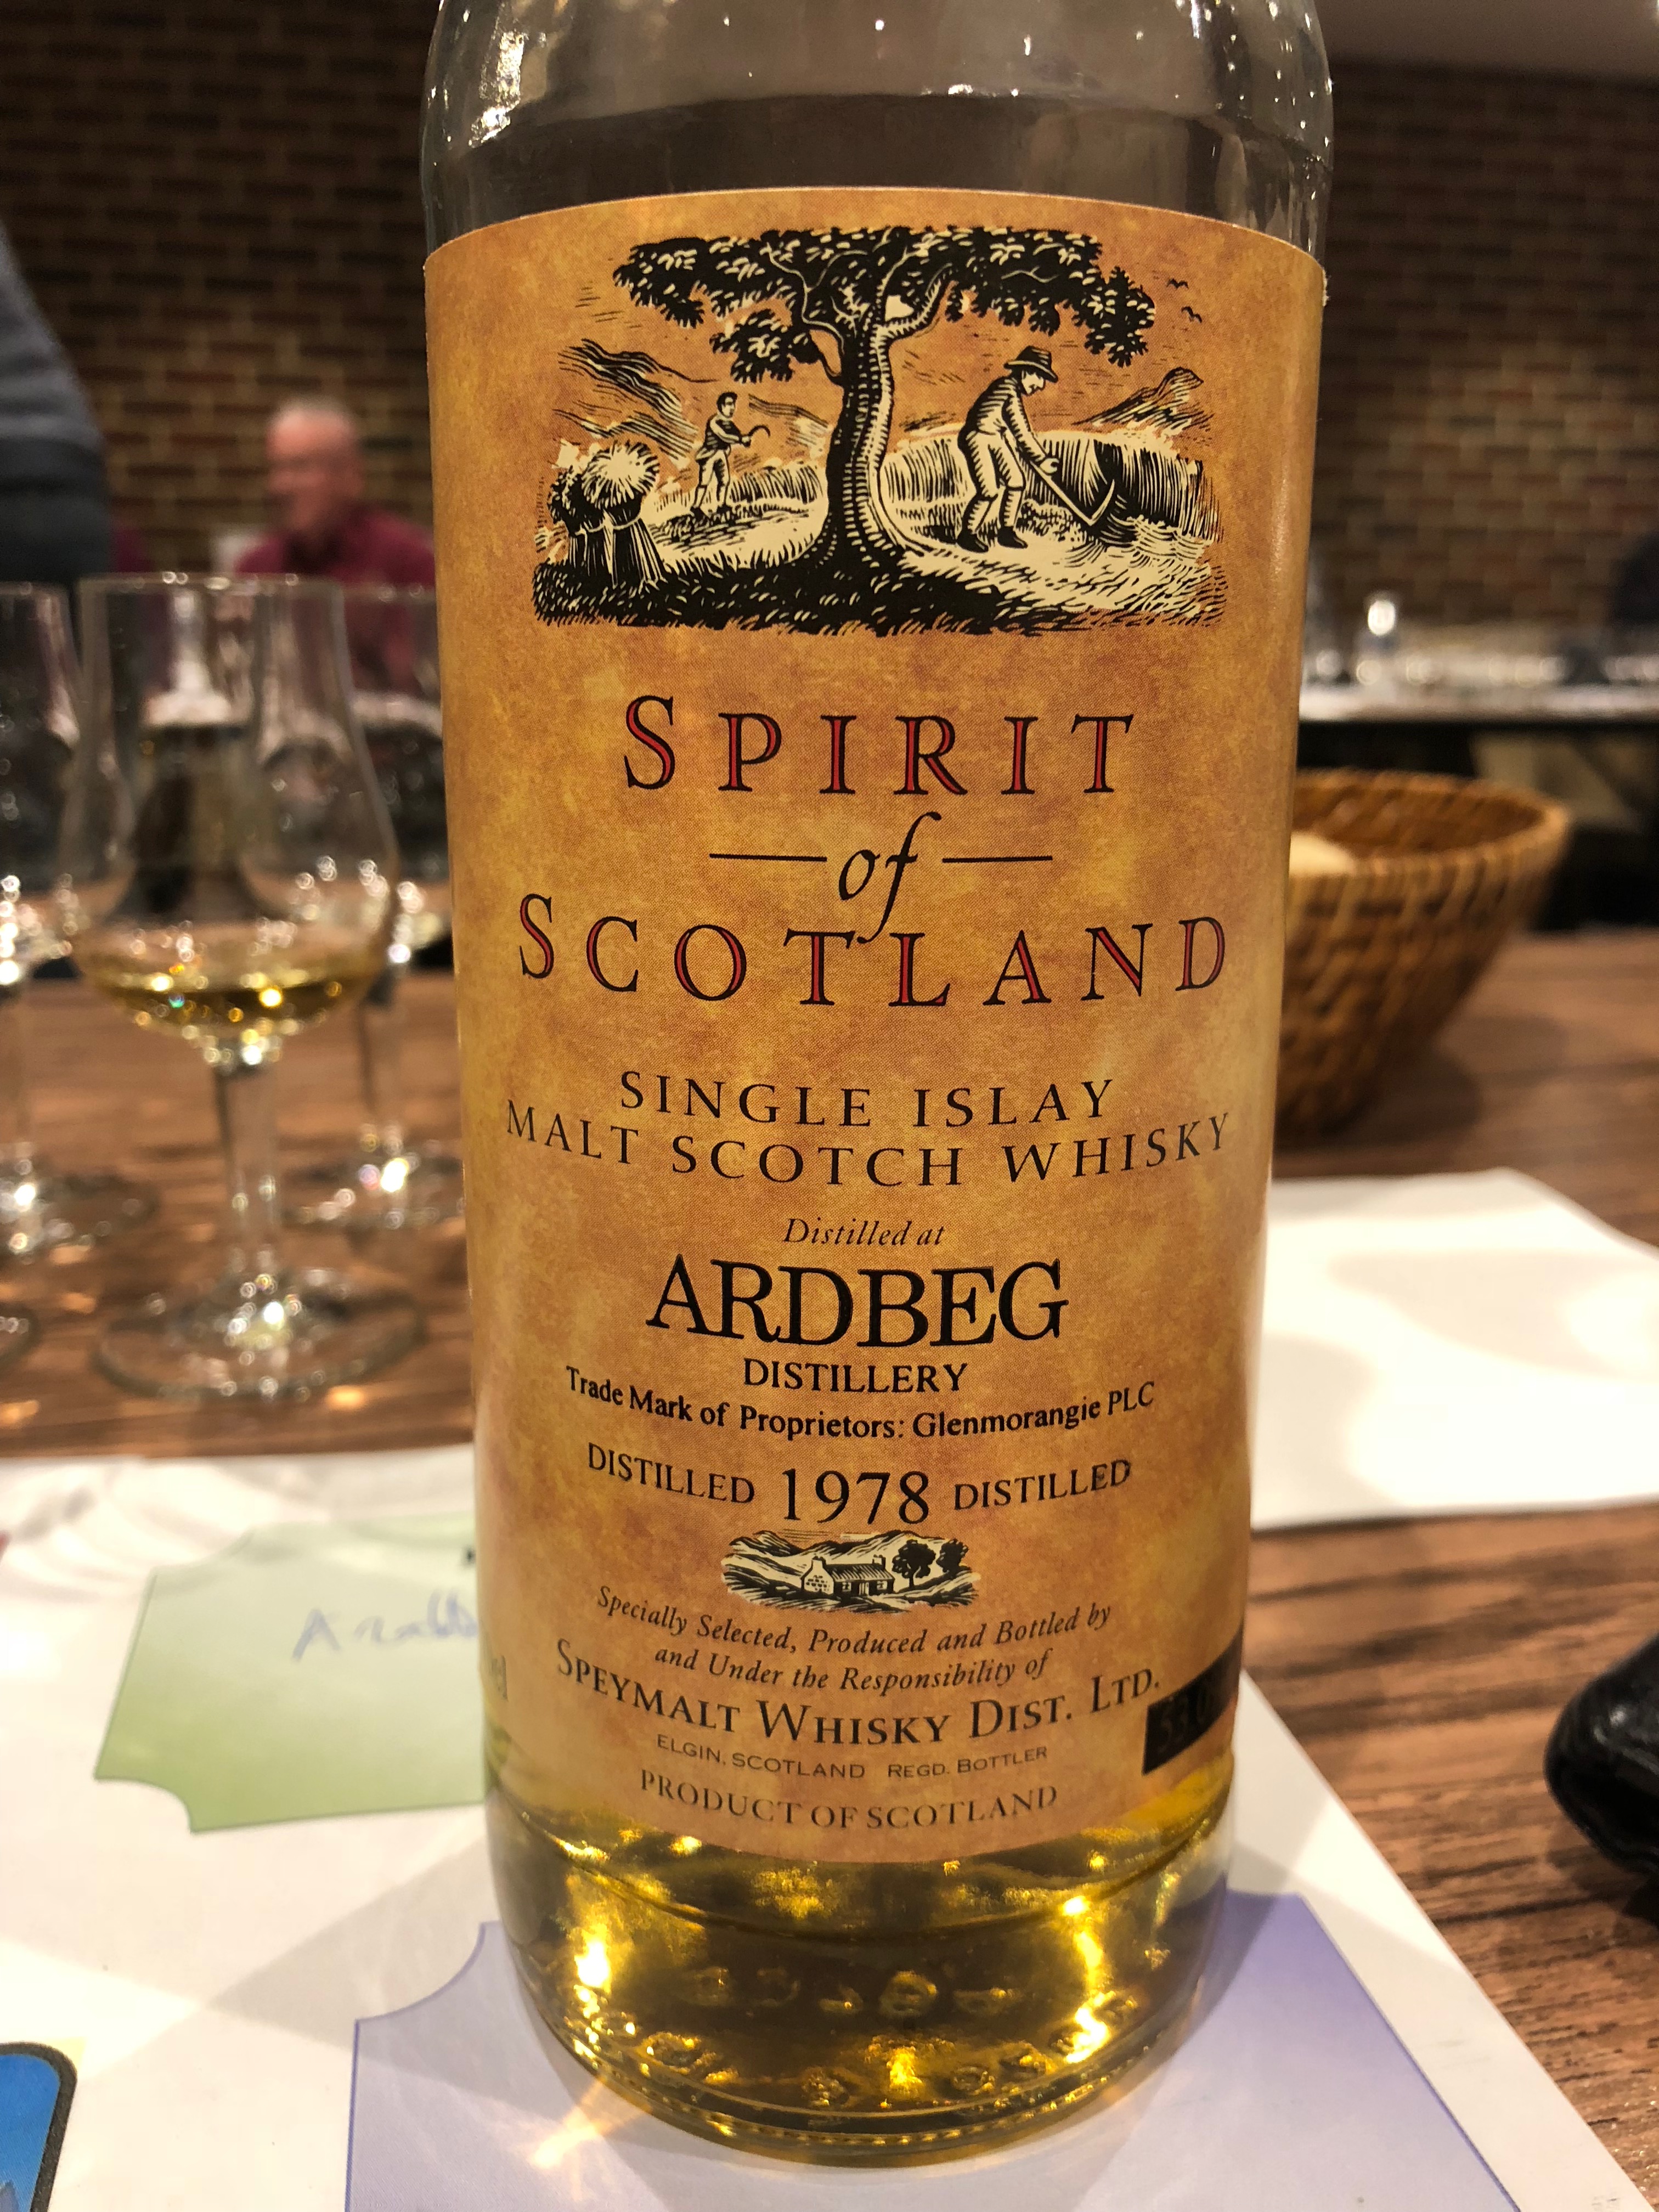 SPIRIT
of
SCOTLAND
SINGLE ISLAY
MALT SCOTCH WHISKY
Distilled at
ARDBEG
DISTILLERY
Trade Mark of Proprietors: Glenmorangie PLC
DISTILLED 1978 DISTILLED
Specially Selected, Produced and Bottled by
and Under the Responsibility of
SPEYMALT WHISKY DIST. LTD.
ELGIN, SCOTLAND REGD. BOTTLER
PRODUCT OF SCOTLAND